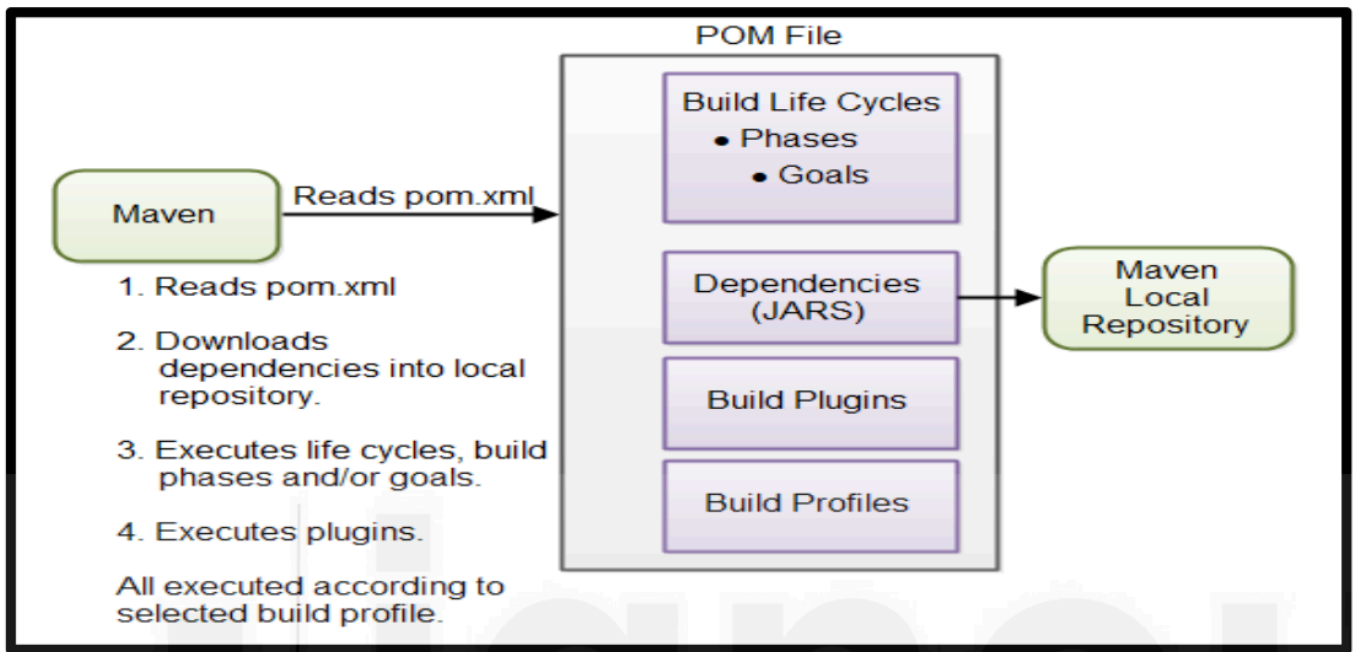 POM File
Build Life Cycles
• Phases
• Goals
Maven
Reads pom.xml
1. Reads pom.xml
2. Downloads
dependencies into local
repository.
3. Executes life cycles, build
phases and/or goals.
4. Executes plugins.
All executed according to
selected build profile.
Dependencies
(JARS)
Build Plugins
Build Profiles
Maven
Local
Repository